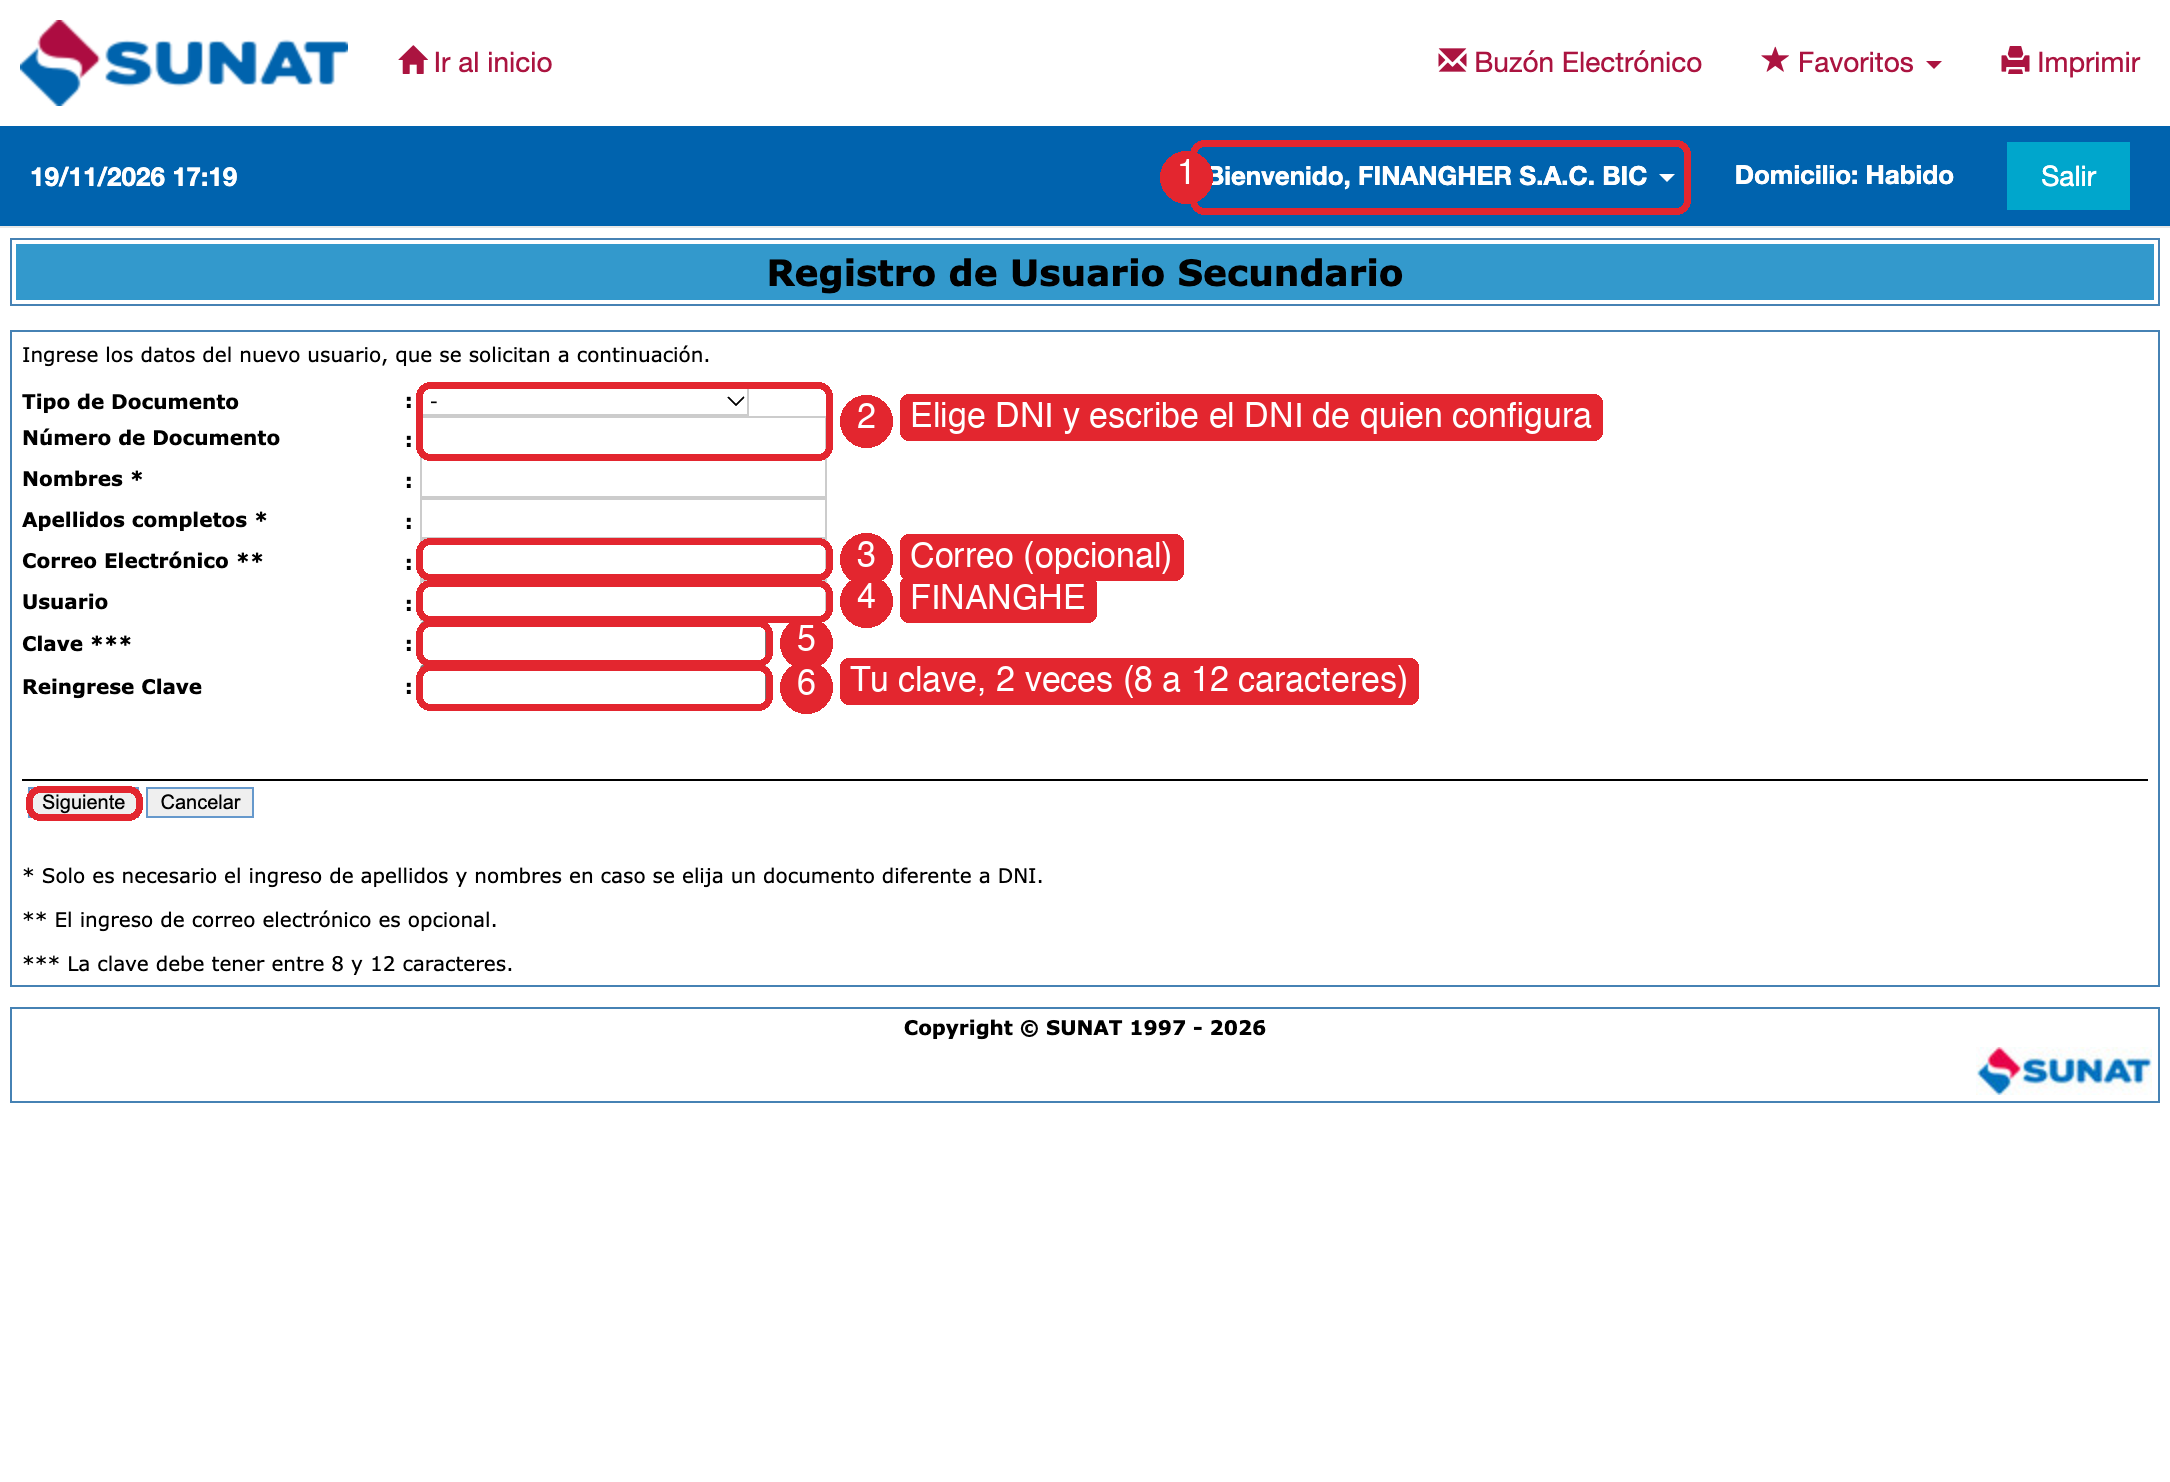 SUNAT
Ir al inicio
Buzón Electrónico
Favoritos
Imprimir
19/11/2026 17:19
1
Bienvenido, FINANGHER S.A.C. BIC
Domicilio: Habido
Salir
Registro de Usuario Secundario
Ingrese los datos del nuevo usuario, que se solicitan a continuación.
Tipo de Documento : -
2 Elige DNI y escribe el DNI de quien configura
Número de Documento :
Nombres * :
Apellidos completos * :
Correo Electrónico ** : 3 Correo (opcional)
Usuario : 4 FINANGHE
Clave *** : 5
Reingrese Clave : 6 Tu clave, 2 veces (8 a 12 caracteres)
Siguiente Cancelar
* Solo es necesario el ingreso de apellidos y nombres en caso se elija un documento diferente a DNI.
** El ingreso de correo electrónico es opcional.
*** La clave debe tener entre 8 y 12 caracteres.
Copyright © SUNAT 1997 - 2026
SUNAT